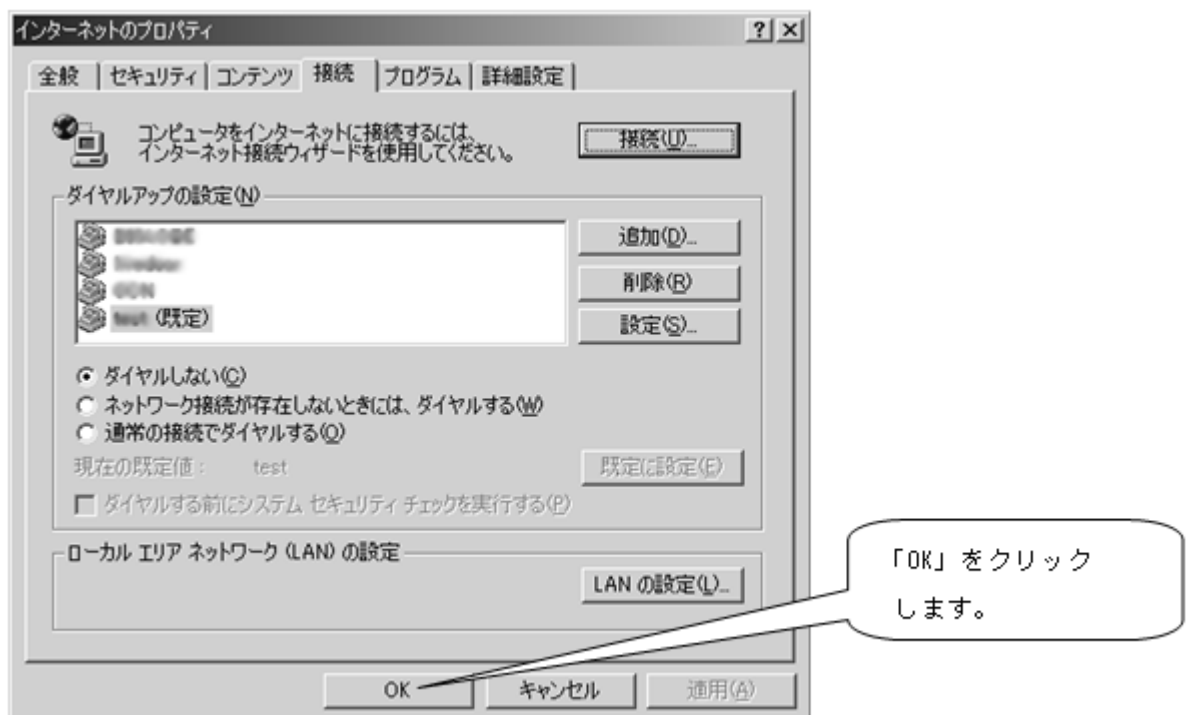 インターネットのプロパティ
全般 セキュリティ コンテンツ 接続 プログラム 詳細設定
コンピュータをインターネットに接続するには、
インターネット接続ウィザードを使用してください。
接続(U)...
ダイヤルアップの設定(N)
追加(D)...
削除(R)
(既定)
設定(S)...
ダイヤルしない(C)
ネットワーク接続が存在しないときには、ダイヤルする(W)
通常の接続でダイヤルする(O)
現在の既定値: test
既定に設定(E)
ダイヤルする前にシステム セキュリティ チェックを実行する(P)
ローカル エリア ネットワーク (LAN) の設定
LAN の設定(L)...
「OK」をクリック
します。
OK キャンセル 適用(A)